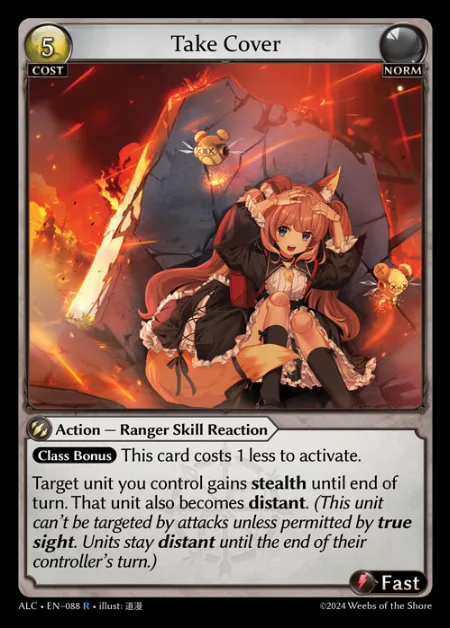 5
Take Cover
COST
NORM
Action — Ranger Skill Reaction
Class Bonus This card costs 1 less to activate.
Target unit you control gains stealth until end of
turn. That unit also becomes distant. (This unit
can't be targeted by attacks unless permitted by true
sight. Units stay distant until the end of their
controller's turn.)
Fast
ALC • EN-088 R • illust: 道漫
©2024 Weebs of the Shore